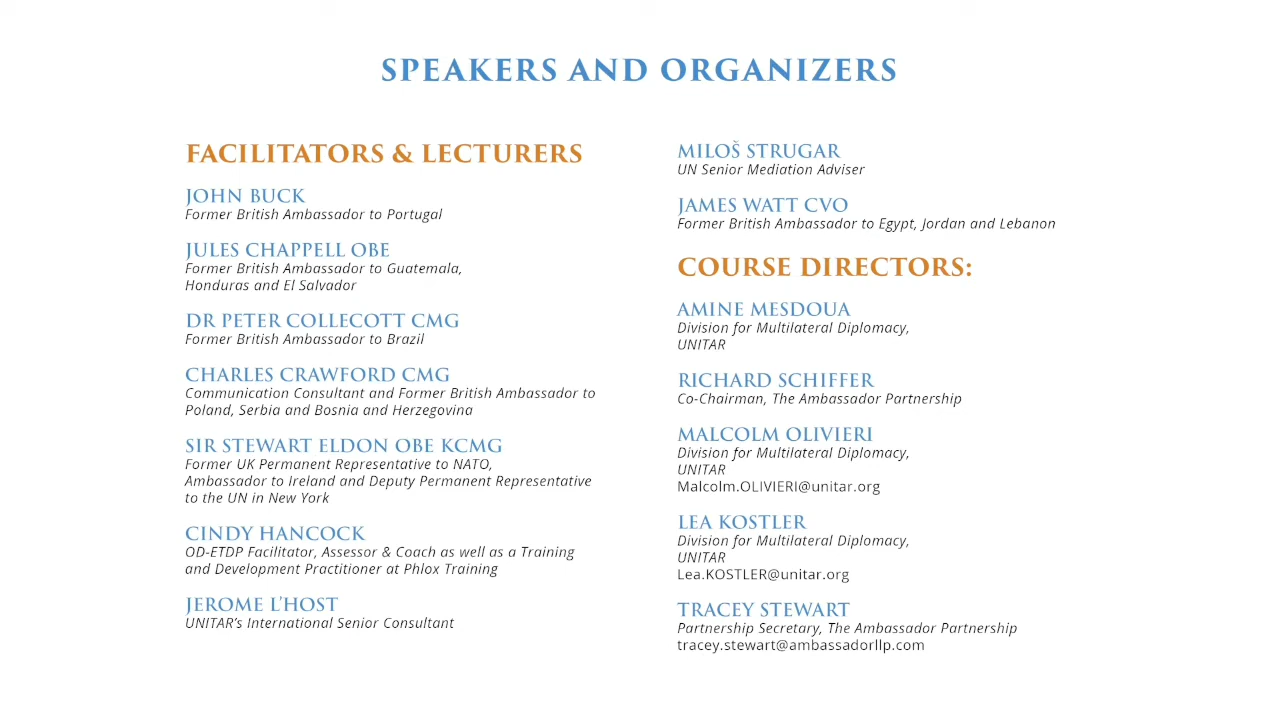 SPEAKERS AND ORGANIZERS
FACILITATORS & LECTURERS
JOHN BUCK
Former British Ambassador to Portugal
JULES CHAPPELL OBE
Former British Ambassador to Guatemala,
Honduras and El Salvador
DR PETER COLLECOTT CMG
Former British Ambassador to Brazil
CHARLES CRAWFORD CMG
Communication Consultant and Former British Ambassador to
Poland, Serbia and Bosnia and Herzegovina
SIR STEWART ELDON OBE KCMG
Former UK Permanent Representative to NATO,
Ambassador to Ireland and Deputy Permanent Representative
to the UN in New York
CINDY HANCOCK
OD-ETDP Facilitator, Assessor & Coach as well as a Training
and Development Practitioner at Phlox Training
JEROME L'HOST
UNITAR’s International Senior Consultant
MILOŠ STRUGAR
UN Senior Mediation Adviser
JAMES WATT CVO
Former British Ambassador to Egypt, Jordan and Lebanon
COURSE DIRECTORS:
AMINE MESDOUA
Division for Multilateral Diplomacy,
UNITAR
RICHARD SCHIFFER
Co-Chairman, The Ambassador Partnership
MALCOLM OLIVIERI
Division for Multilateral Diplomacy,
UNITAR
Malcolm.OLIVIERI@unitar.org
LEA KOSTLER
Division for Multilateral Diplomacy,
UNITAR
Lea.KOSTLER@unitar.org
TRACEY STEWART
Partnership Secretary, The Ambassador Partnership
tracey.stewart@ambassadorllp.com